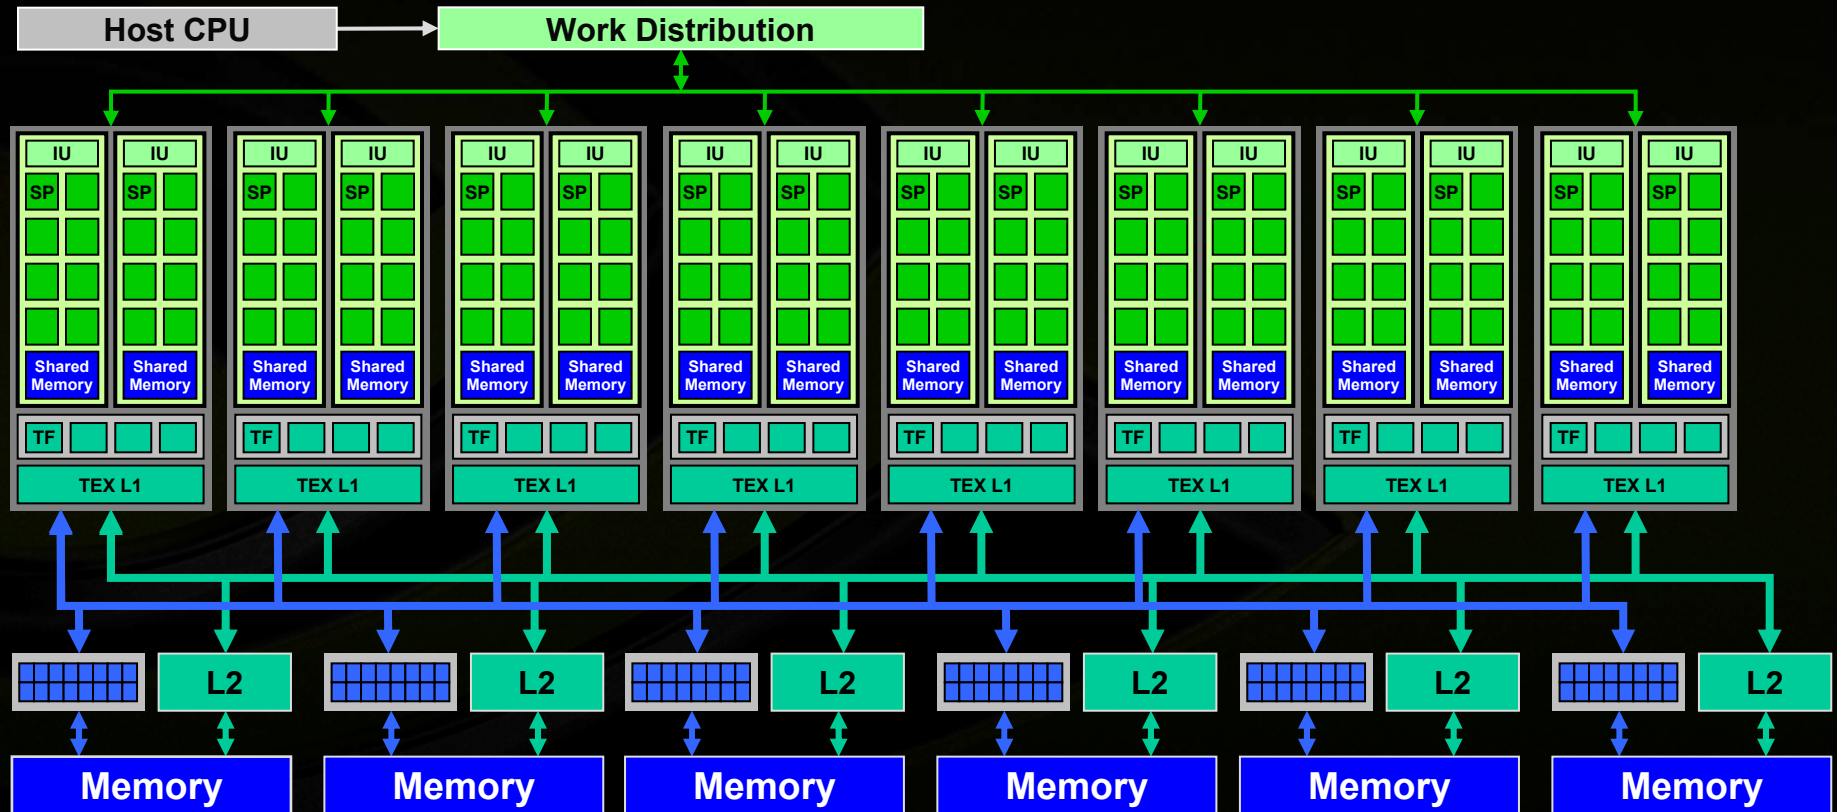 Host CPU
Work Distribution
IU IU IU IU IU IU IU IU IU IU IU IU IU IU IU IU
SP SP SP SP SP SP SP SP SP SP SP SP SP SP SP SP
Shared Shared Shared Shared Shared Shared Shared Shared Shared Shared Shared Shared Shared Shared Shared Shared
Memory Memory Memory Memory Memory Memory Memory Memory Memory Memory Memory Memory Memory Memory Memory Memory
TF TF TF TF TF TF TF TF
TEX L1 TEX L1 TEX L1 TEX L1 TEX L1 TEX L1 TEX L1 TEX L1
L2 L2 L2 L2 L2 L2
Memory Memory Memory Memory Memory Memory